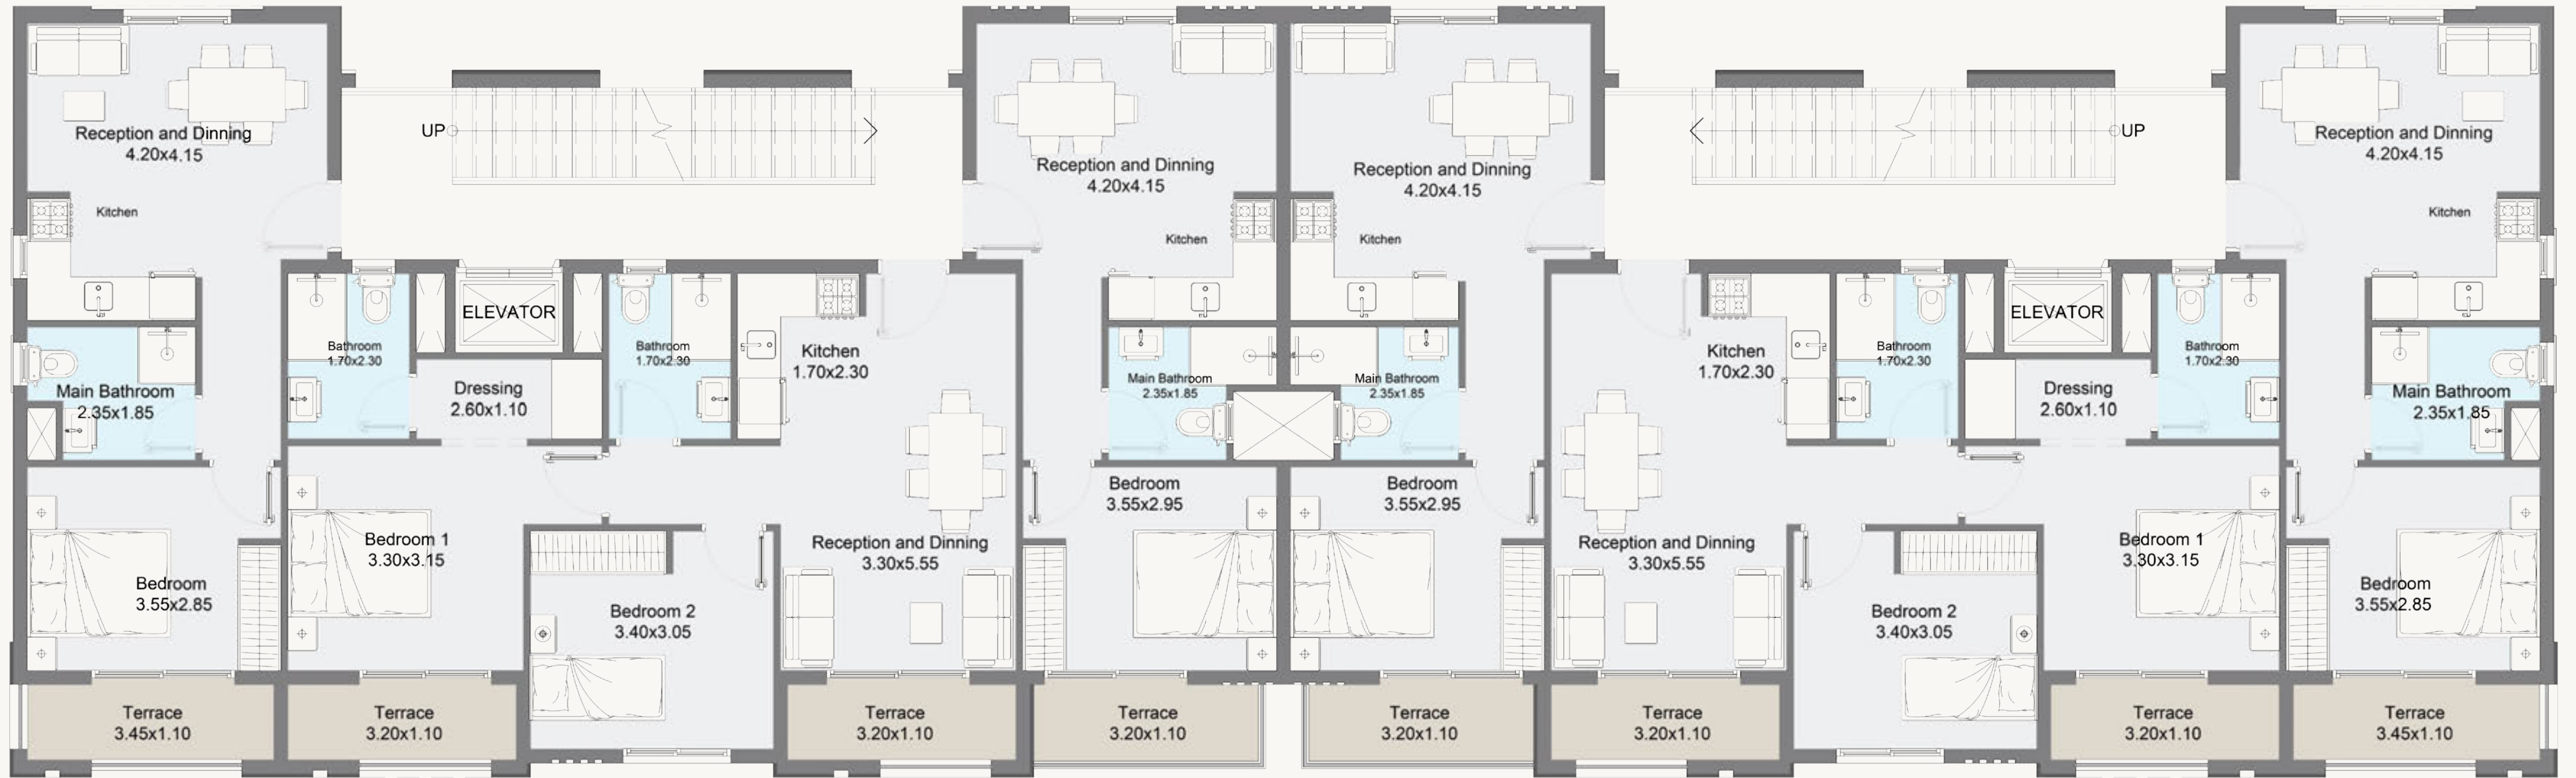 Reception and Dinning
4.20x4.15
Kitchen
Main Bathroom
2.35x1.85
Bedroom
3.55x2.85
Terrace
3.45x1.10
UP
Bathroom
1.70x2.30
ELEVATOR
Dressing
2.60x1.10
Bathroom
1.70x2.30
Kitchen
1.70x2.30
Bedroom 1
3.30x3.15
Bedroom 2
3.40x3.05
Reception and Dinning
3.30x5.55
Terrace
3.20x1.10
Terrace
3.20x1.10
Reception and Dinning
4.20x4.15
Kitchen
Main Bathroom
2.35x1.85
Bedroom
3.55x2.95
Terrace
3.20x1.10
Reception and Dinning
4.20x4.15
Kitchen
Main Bathroom
2.35x1.85
Bedroom
3.55x2.95
Terrace
3.20x1.10
UP
Kitchen
1.70x2.30
Bathroom
1.70x2.30
ELEVATOR
Dressing
2.60x1.10
Bathroom
1.70x2.30
Reception and Dinning
3.30x5.55
Bedroom 2
3.40x3.05
Bedroom 1
3.30x3.15
Terrace
3.20x1.10
Terrace
3.20x1.10
Reception and Dinning
4.20x4.15
Kitchen
Main Bathroom
2.35x1.85
Bedroom
3.55x2.85
Terrace
3.45x1.10